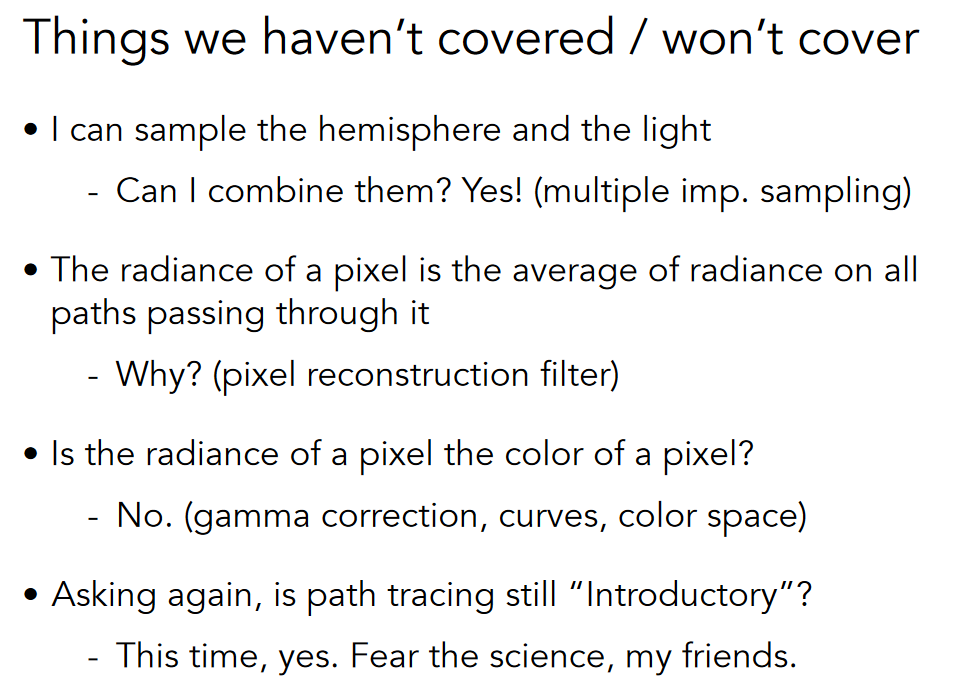 Things we haven’t covered / won’t cover
• I can sample the hemisphere and the light
- Can I combine them? Yes! (multiple imp. sampling)
• The radiance of a pixel is the average of radiance on all
paths passing through it
- Why? (pixel reconstruction filter)
• Is the radiance of a pixel the color of a pixel?
- No. (gamma correction, curves, color space)
• Asking again, is path tracing still “Introductory”?
- This time, yes. Fear the science, my friends.